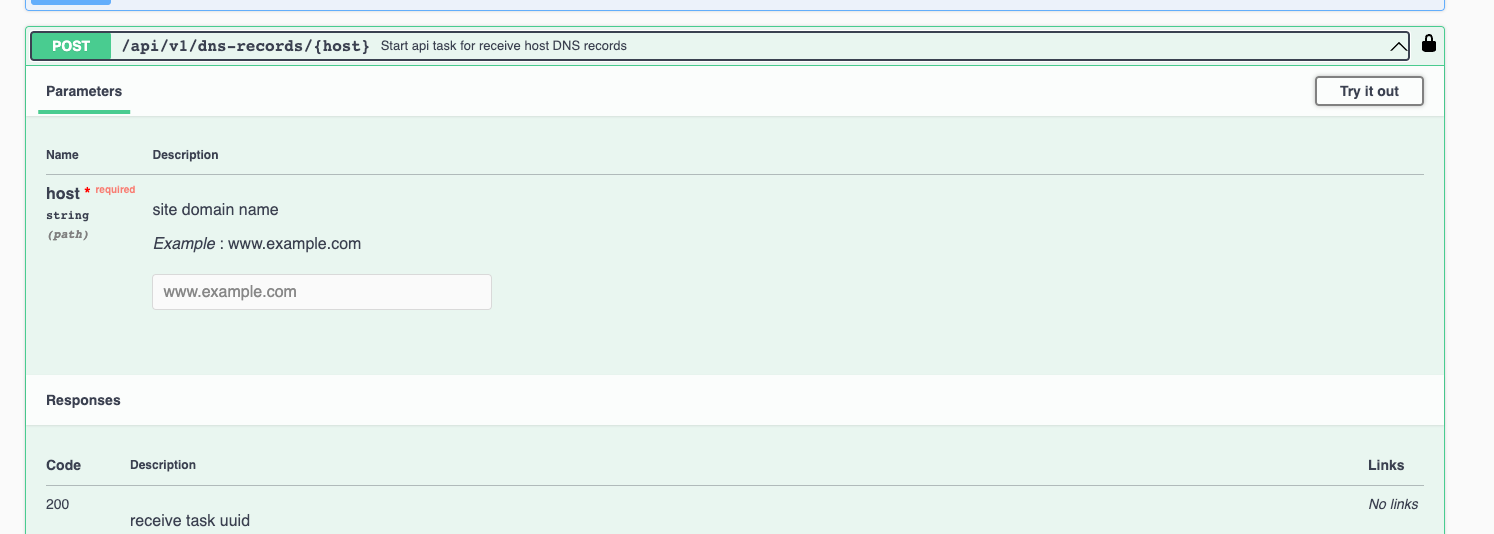 POST /api/v1/dns-records/{host} Start api task for receive host DNS records
Parameters
Try it out
Name Description
host * required
string
(path)
site domain name
Example : www.example.com
www.example.com
Responses
Code Description Links
200 No links
receive task uuid